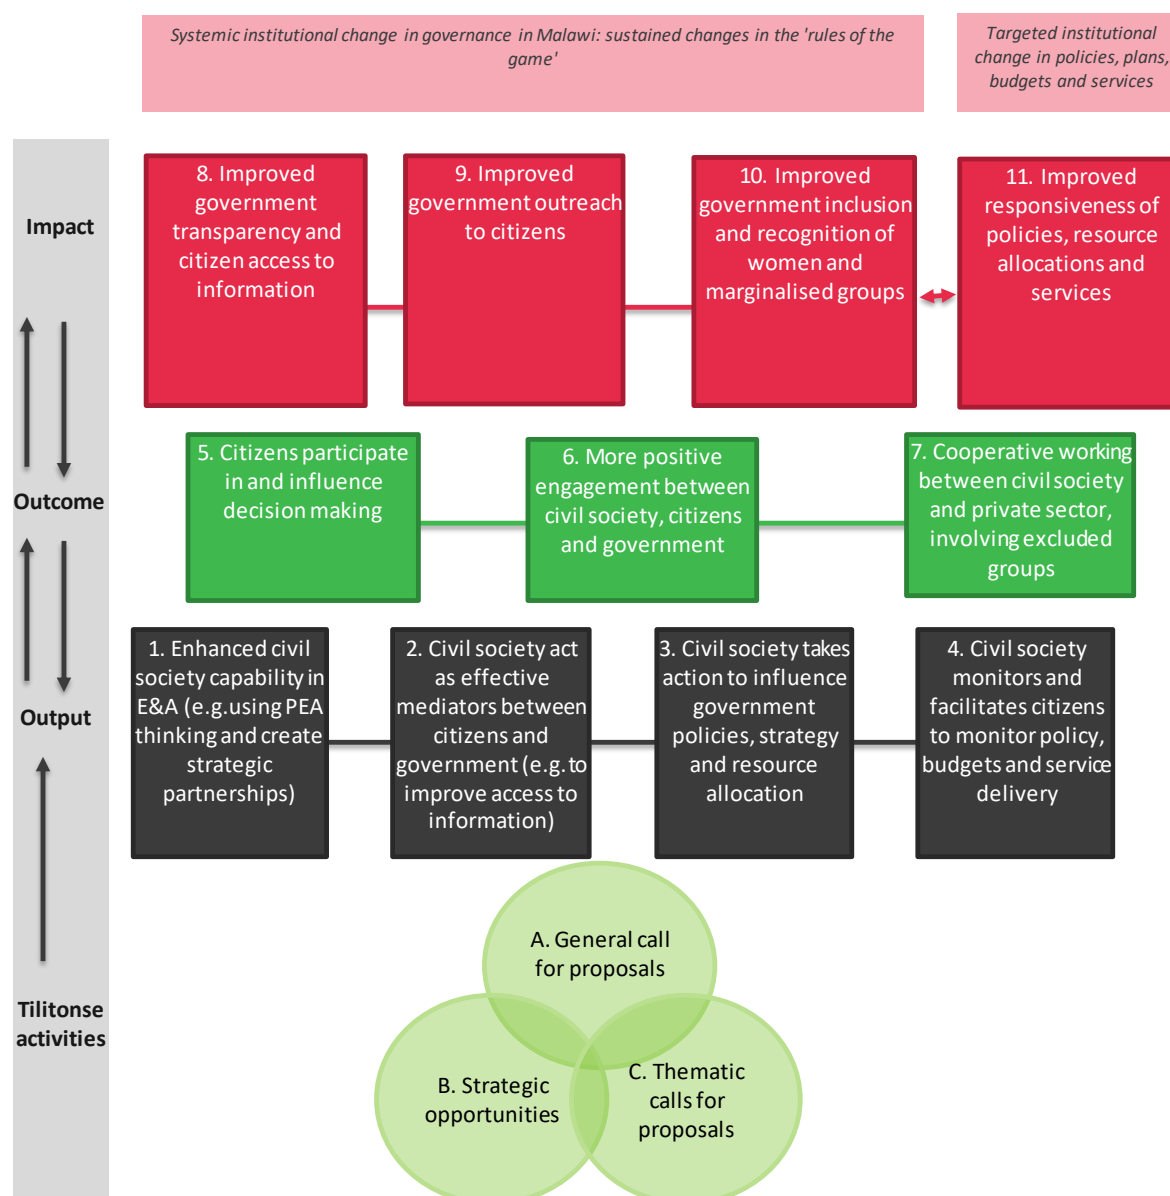 Systemic institutional change in governance in Malawi: sustained changes in the 'rules of the
game'
Targeted institutional
change in policies, plans,
budgets and services
Impact
8. Improved
government
transparency and
citizen access to
information
9. Improved
government outreach
to citizens
10. Improved
government inclusion
and recognition of
women and
marginalised groups
11. Improved
responsiveness of
policies, resource
allocations and
services
Outcome
5. Citizens participate
in and influence
decision making
6. More positive
engagement between
civil society, citizens
and government
7. Cooperative working
between civil society
and private sector,
involving excluded
groups
Output
1. Enhanced civil
society capability in
E&A (e.g.using PEA
thinking and create
strategic
partnerships)
2. Civil society act
as effective
mediators between
citizens and
government (e.g. to
improve access to
information)
3. Civil society takes
action to influence
government
policies, strategy
and resource
allocation
4. Civil society
monitors and
facilitates citizens
to monitor policy,
budgets and service
delivery
Tilitonse
activities
A. General call
for proposals
B. Strategic
opportunities
C. Thematic
calls for
proposals